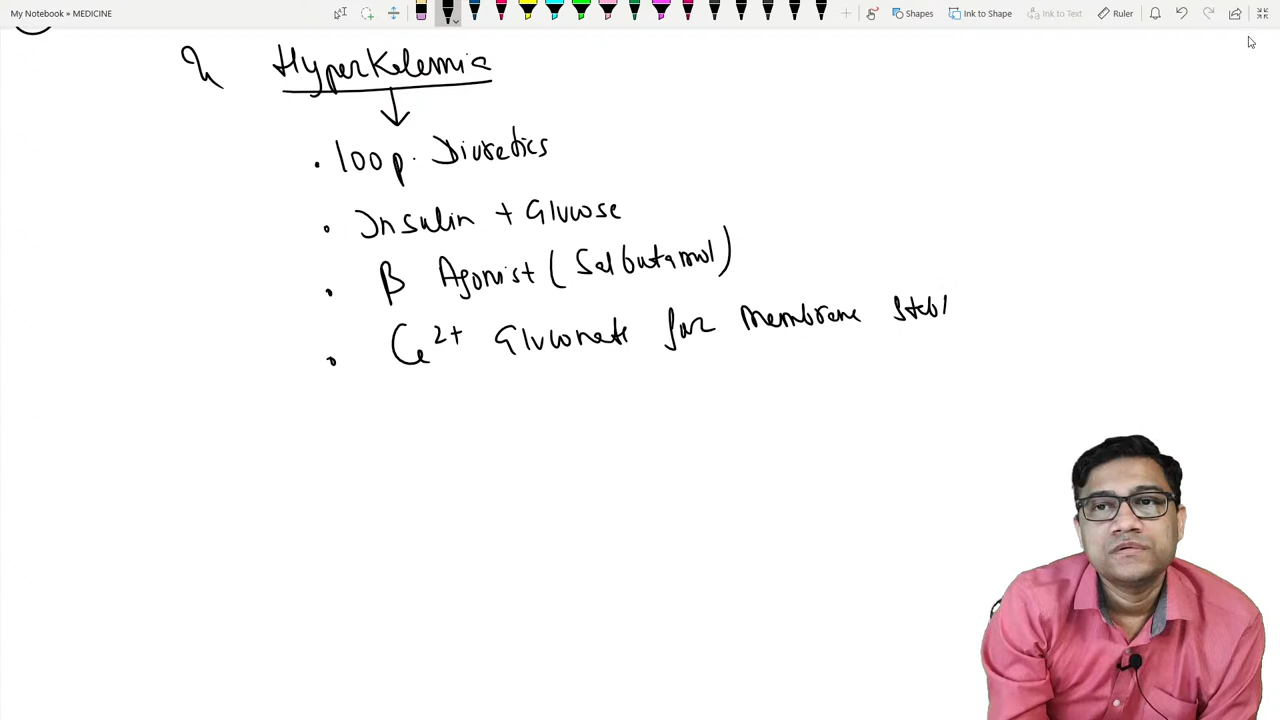 My Notebook » MEDICINE
Shapes
Ink to Shape
Ink to Text
Ruler
Hyperkalemia
• loop. Diuretics
• Insulin + Glucose
• β Agonist (Salbutamol)
• Ca2+ Gluconate for membrane stabl